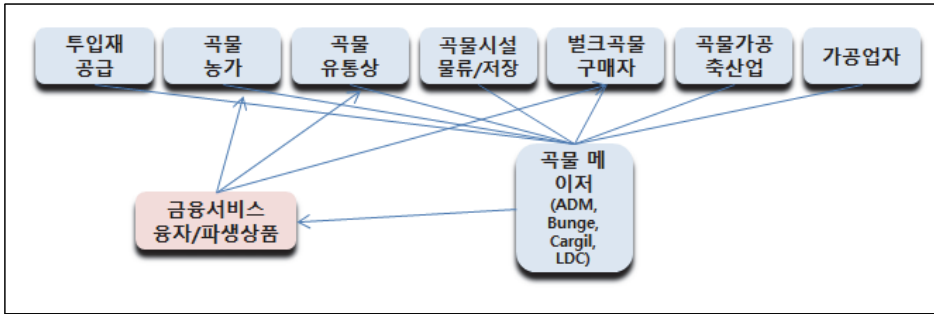 투입재
공급
곡물
농가
곡물
유통상
곡물시설
물류/저장
벌크곡물
구매자
곡물가공
축산업
가공업자
곡물 메
이저
(ADM,
Bunge,
Cargil,
LDC)
금융서비스
융자/파생상품